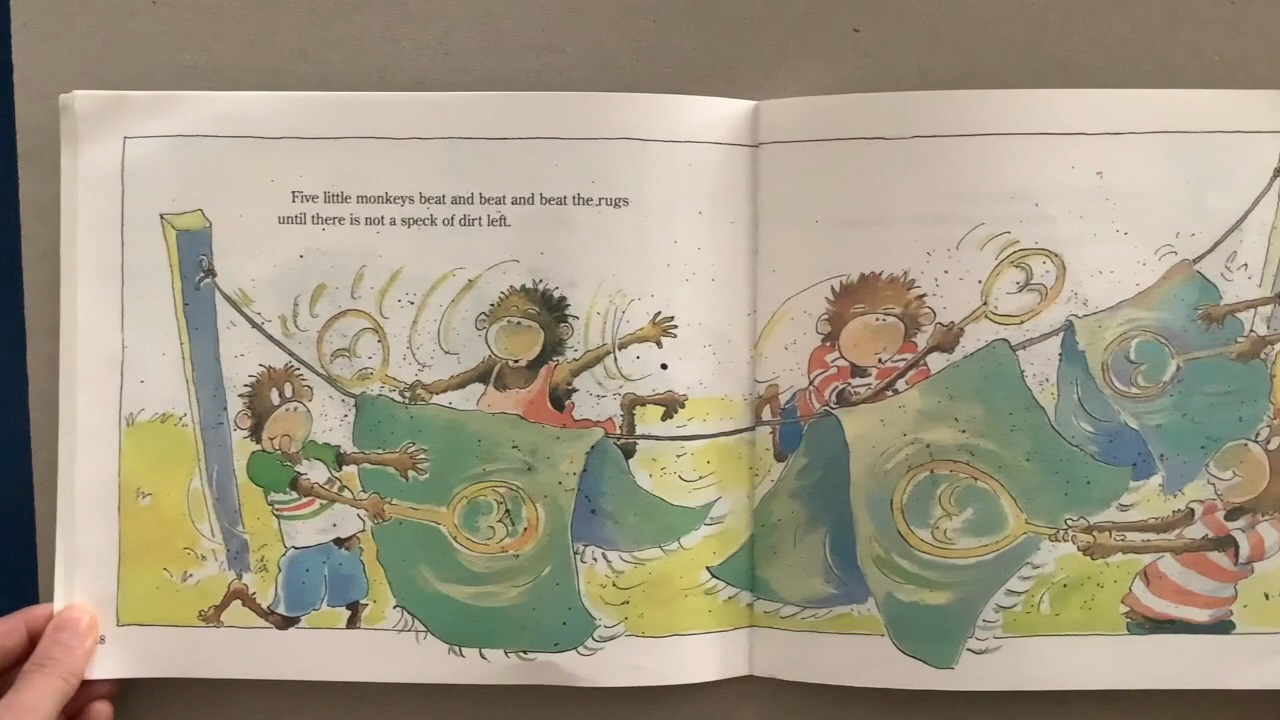 Five little monkeys beat and beat and beat the rugs
until there is not a speck of dirt left.
8